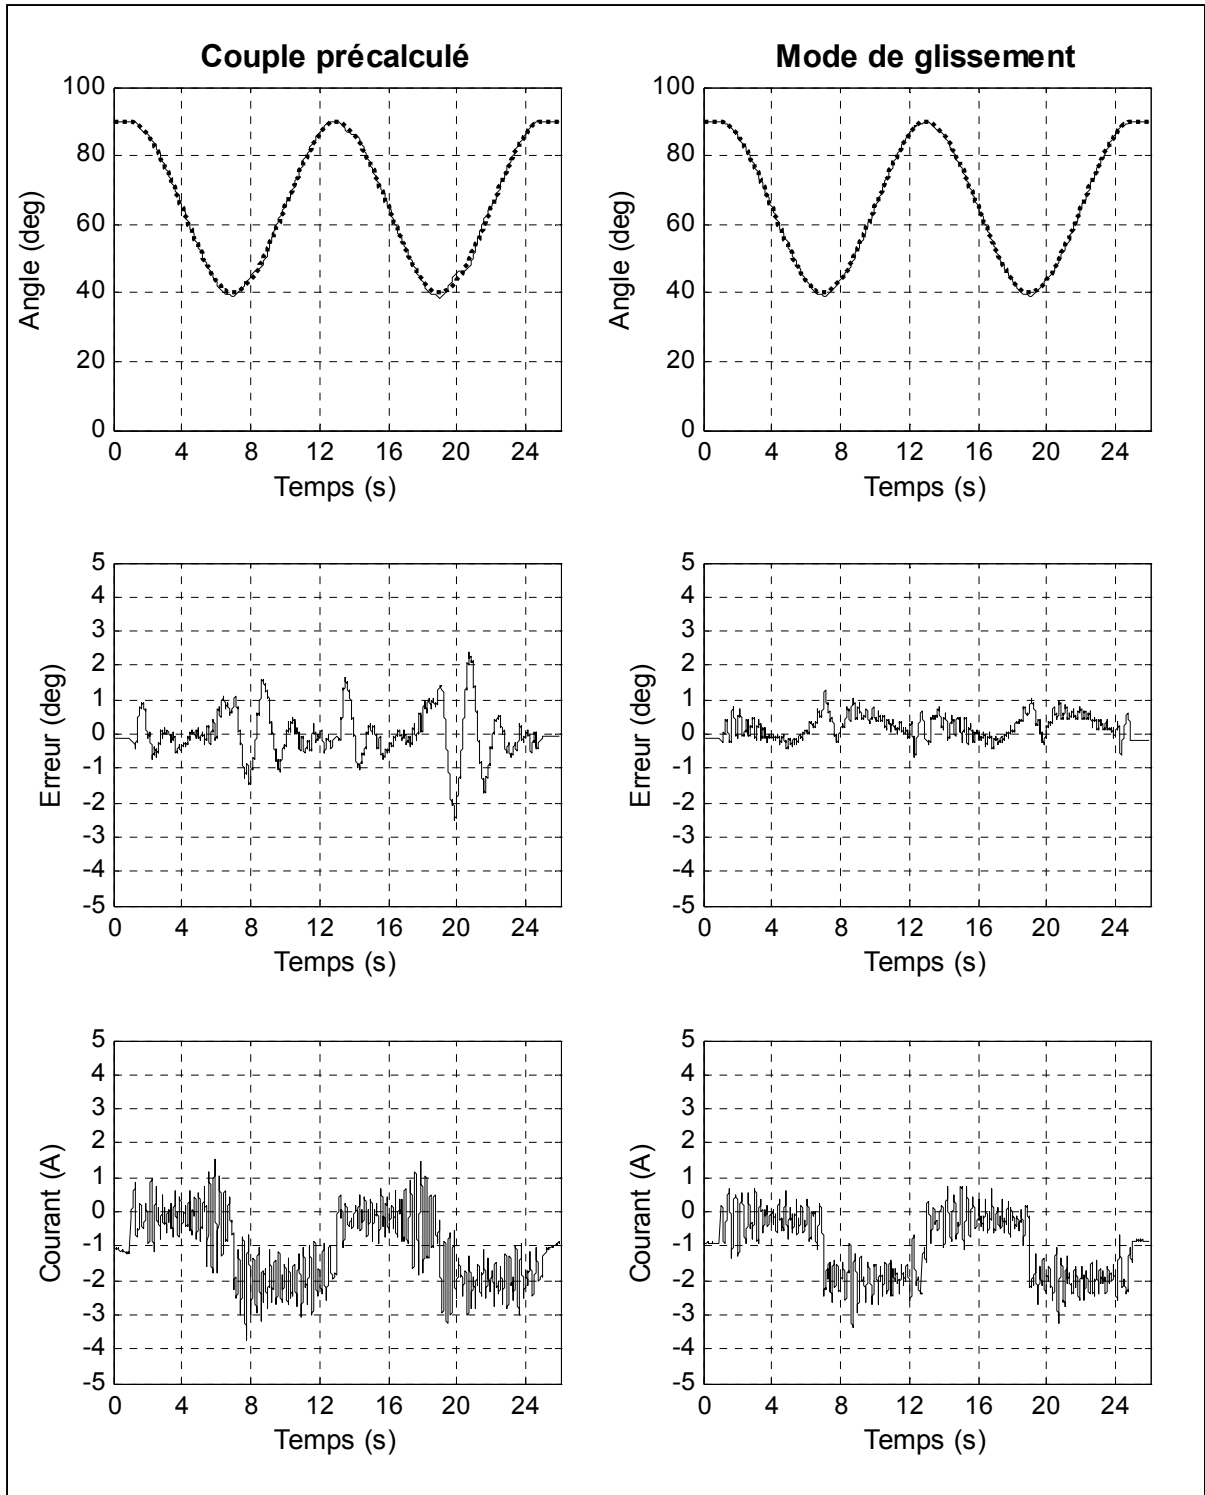 Couple précalculé
Mode de glissement
100
80
60
40
20
0
Angle (deg)
0 4 8 12 16 20 24
Temps (s)
100
80
60
40
20
0
Angle (deg)
0 4 8 12 16 20 24
Temps (s)
5
4
3
2
1
0
-1
-2
-3
-4
-5
Erreur (deg)
0 4 8 12 16 20 24
Temps (s)
5
4
3
2
1
0
-1
-2
-3
-4
-5
Erreur (deg)
0 4 8 12 16 20 24
Temps (s)
5
4
3
2
1
0
-1
-2
-3
-4
-5
Courant (A)
0 4 8 12 16 20 24
Temps (s)
5
4
3
2
1
0
-1
-2
-3
-4
-5
Courant (A)
0 4 8 12 16 20 24
Temps (s)